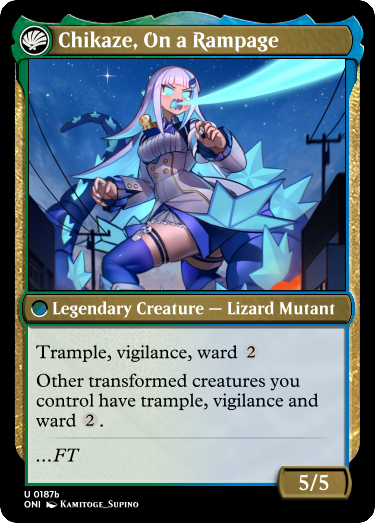 Chikaze, On a Rampage
Legendary Creature — Lizard Mutant
Trample, vigilance, ward 2
Other transformed creatures you
control have trample, vigilance and
ward 2.
...FT
5/5
U 0187b
ONI Kamitoge_Supino